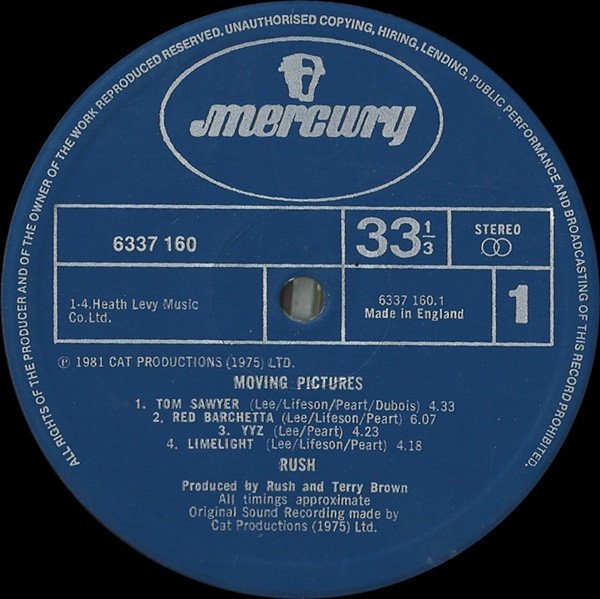 ALL RIGHTS OF THE PRODUCER AND OF THE OWNER OF THE WORK REPRODUCED RESERVED. UNAUTHORISED COPYING, HIRING, LENDING, PUBLIC PERFORMANCE AND BROADCASTING OF THIS RECORD PROHIBITED.
mercury
6337 160
33 1/3
STEREO
1-4.Heath Levy Music
Co.Ltd.
6337 160.1
Made in England
1
℗ 1981 CAT PRODUCTIONS (1975) LTD.
MOVING PICTURES
1. TOM SAWYER (Lee/Lifeson/Peart/Dubois) 4.33
2. RED BARCHETTA (Lee/Lifeson/Peart) 6.07
3. YYZ (Lee/Peart) 4.23
4. LIMELIGHT (Lee/Lifeson/Peart) 4.18
RUSH
Produced by Rush and Terry Brown
All timings approximate
Original Sound Recording made by
Cat Productions (1975) Ltd.